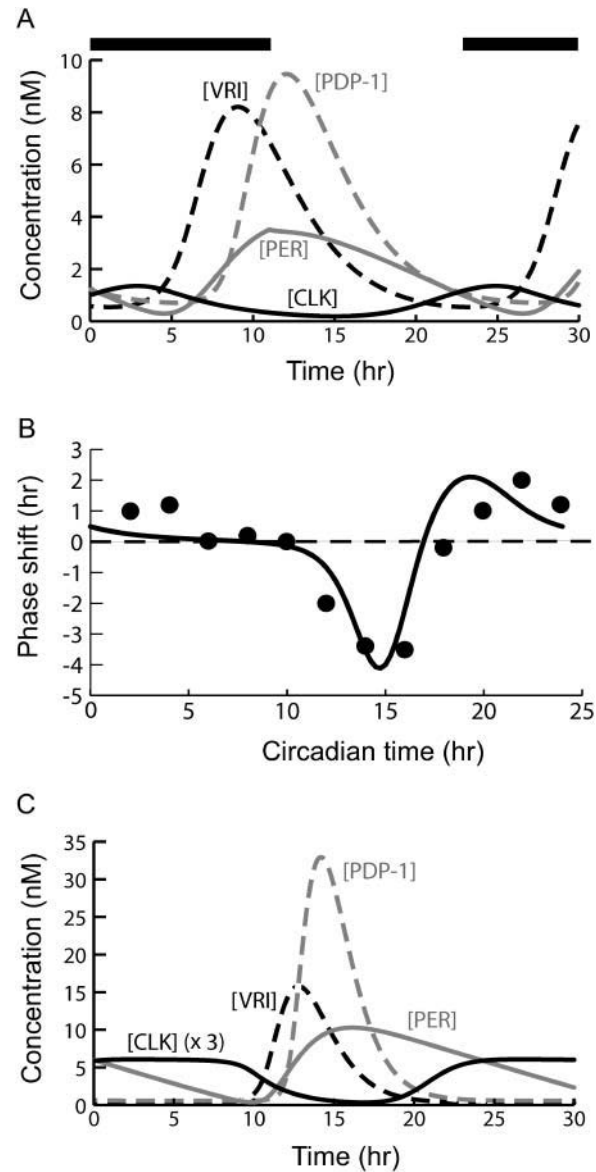 A
10
8
6
4
2
0
Concentration (nM)
[VRI]
[PDP-1]
[PER]
[CLK]
0 5 10 15 20 25 30
Time (hr)
B
3
2
1
0
-1
-2
-3
-4
-5
Phase shift (hr)
0 5 10 15 20 25
Circadian time (hr)
C
35
30
25
20
15
10
5
0
Concentration (nM)
[PDP-1]
[VRI]
[PER]
[CLK] (x 3)
0 5 10 15 20 25 30
Time (hr)